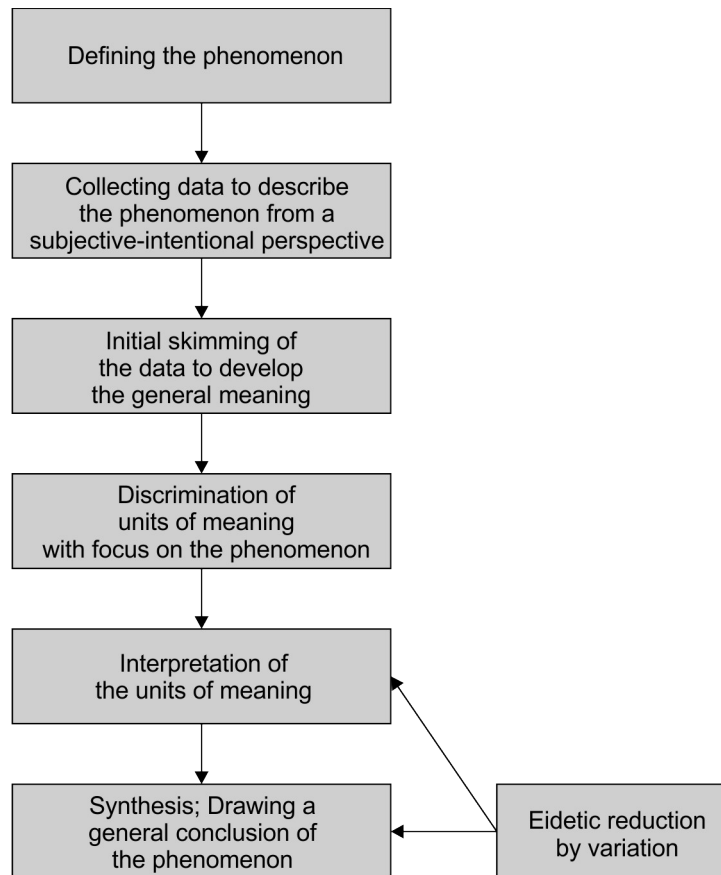 Defining the phenomenon
Collecting data to describe
the phenomenon from a
subjective-intentional perspective
Initial skimming of
the data to develop
the general meaning
Discrimination of
units of meaning
with focus on the phenomenon
Interpretation of
the units of meaning
Synthesis; Drawing a
general conclusion of
the phenomenon
Eidetic reduction
by variation